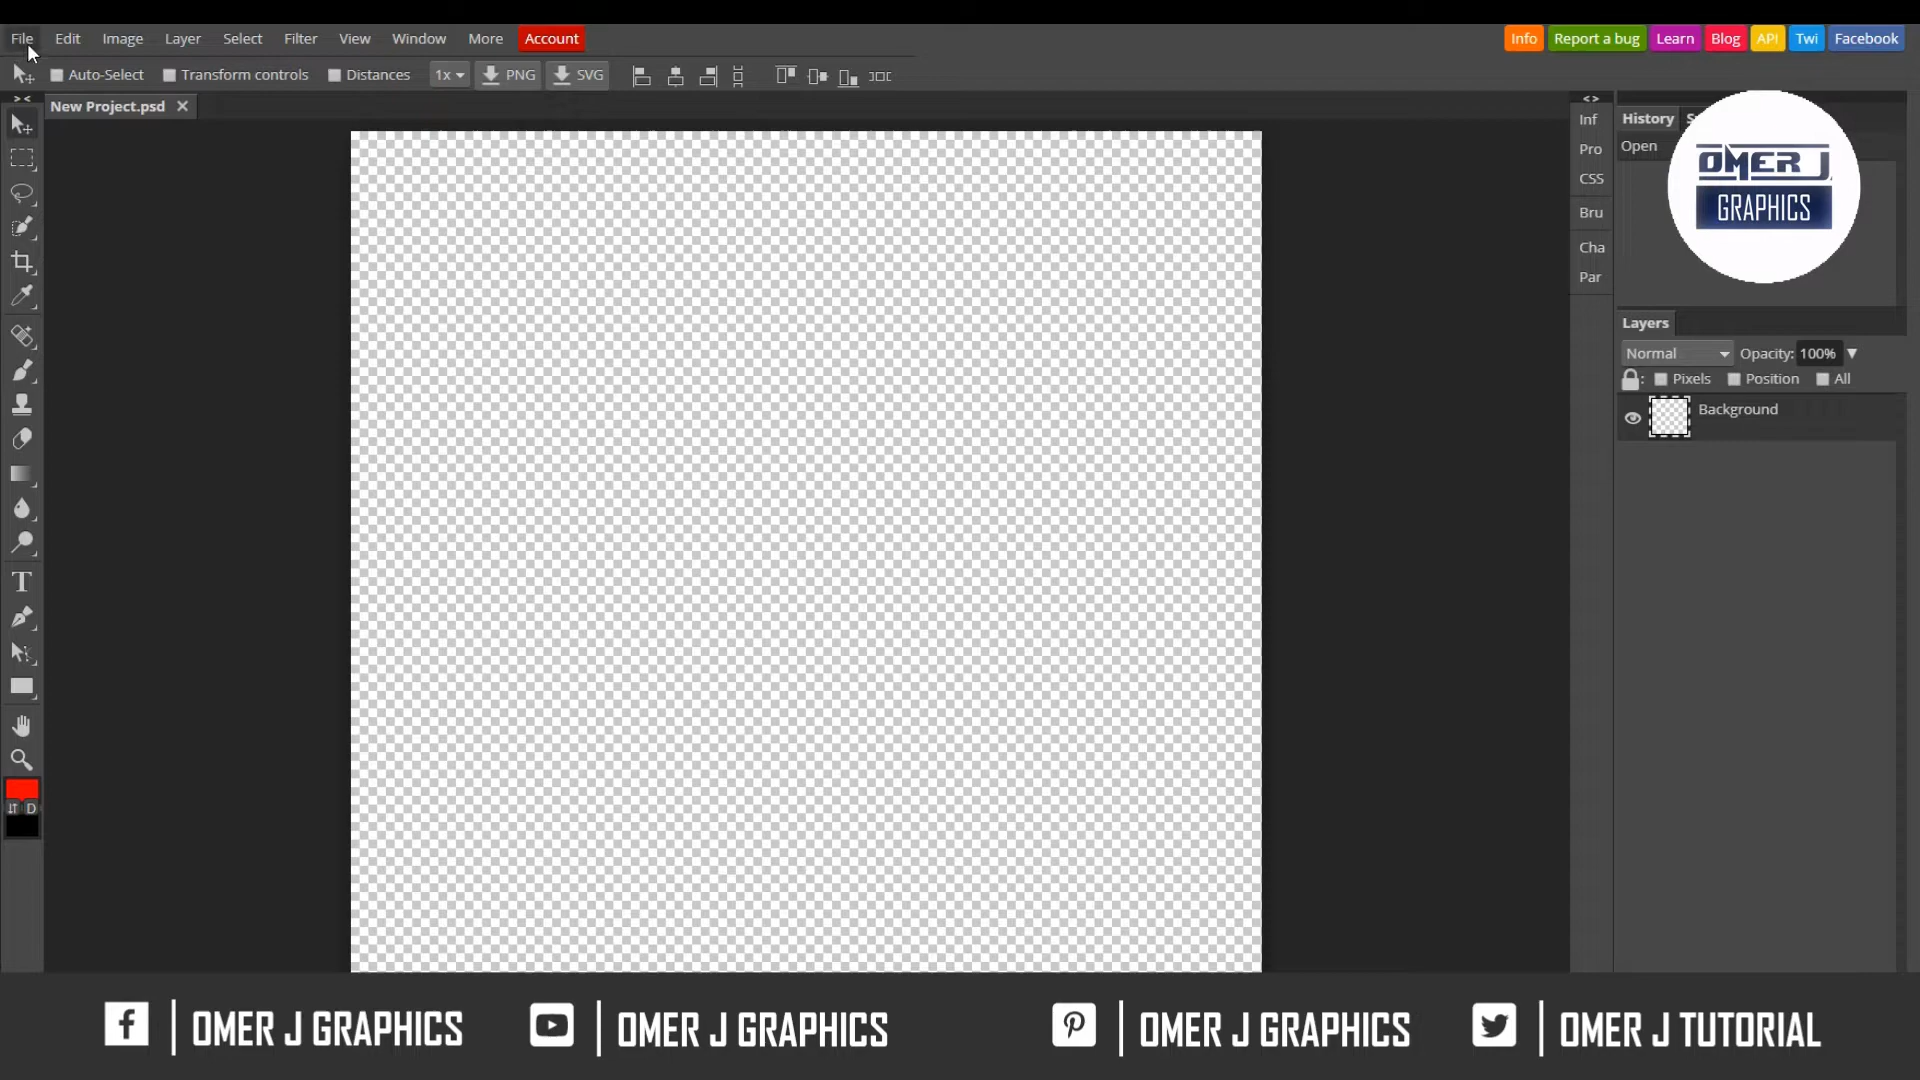 File Edit Image Layer Select Filter View Window More Account Info Report a bug Learn Blog API Twi Facebook
Auto-Select Transform controls Distances 1x PNG SVG
New Project.psd
Inf
Pro
CSS
Bru
Cha
Par
History
Open
OMER J
GRAPHICS
Layers
Normal Opacity: 100%
: Pixels Position All
Background
T
D
OMER J GRAPHICS OMER J GRAPHICS OMER J GRAPHICS OMER J TUTORIAL